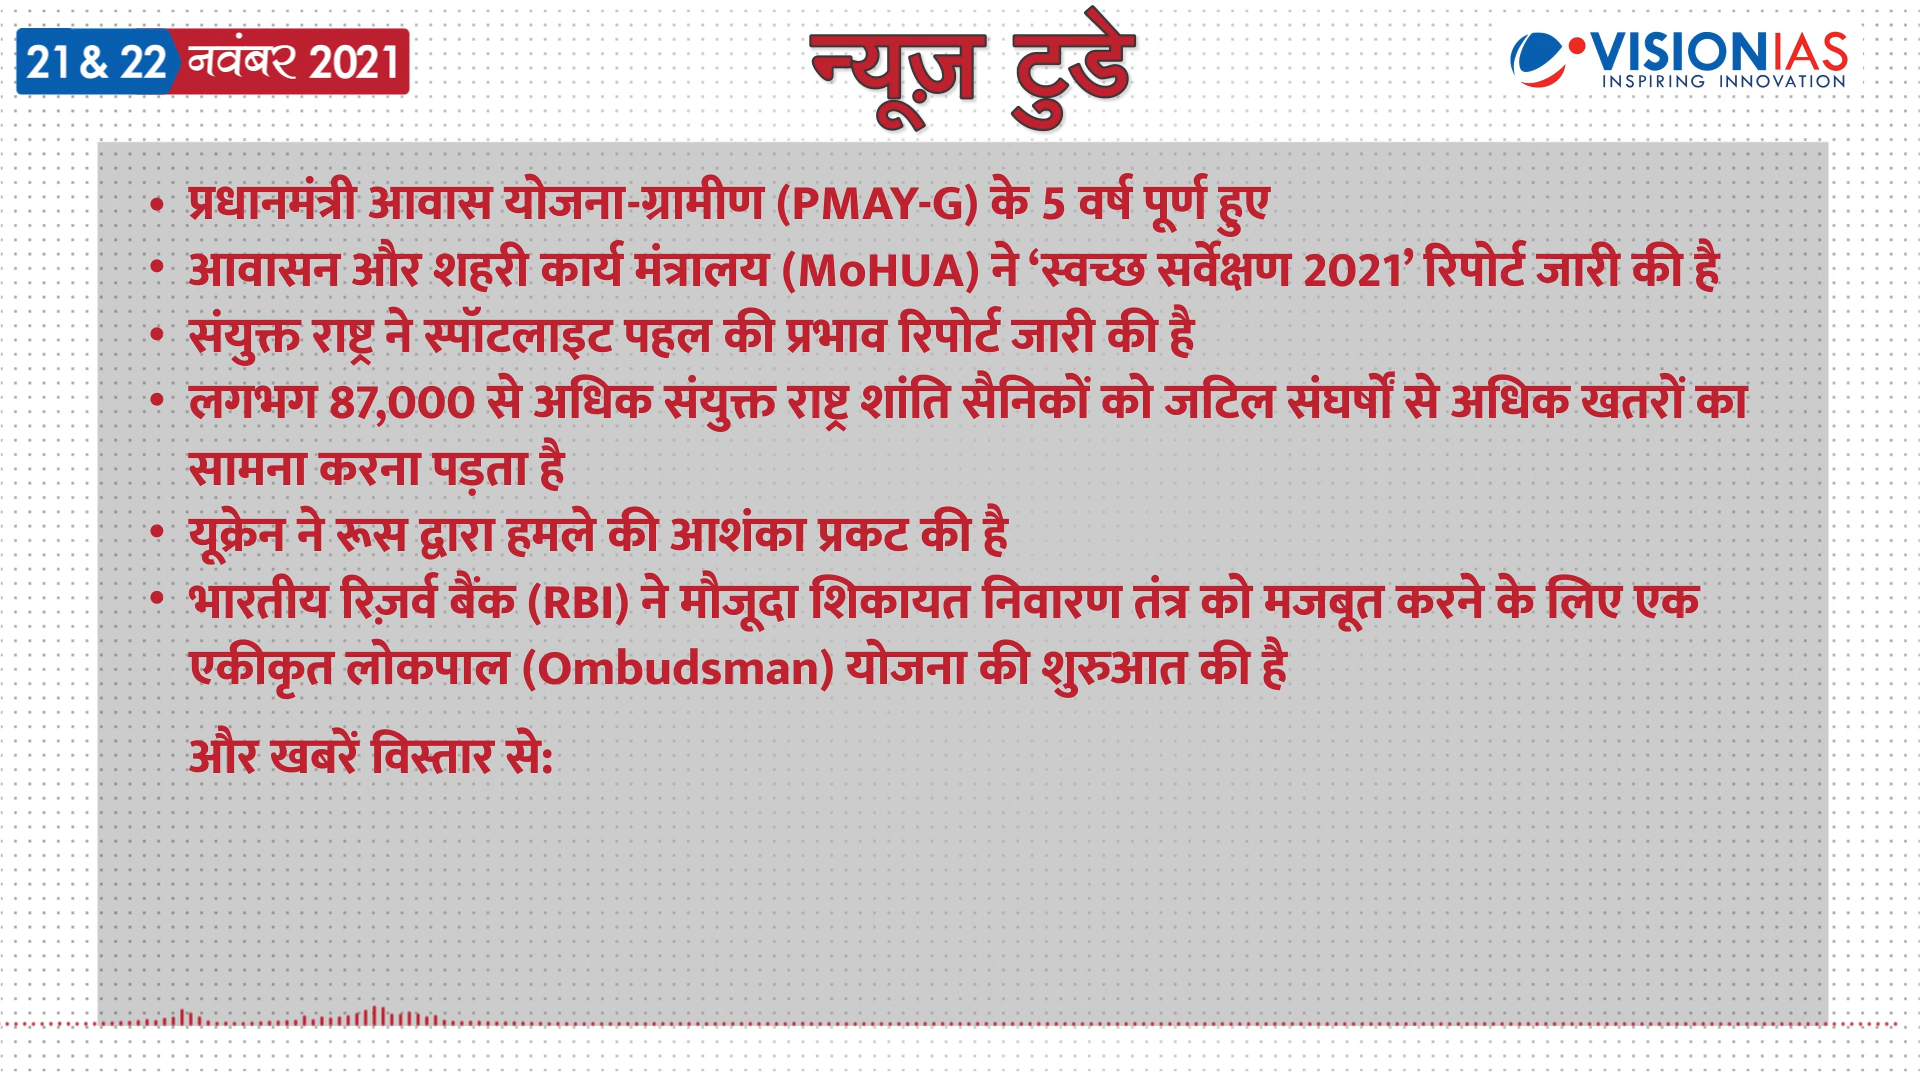 21 & 22 नवंबर 2021
न्यूज़ टुडे
VISIONIAS
INSPIRING INNOVATION
• प्रधानमंत्री आवास योजना-ग्रामीण (PMAY-G) के 5 वर्ष पूर्ण हुए
• आवासन और शहरी कार्य मंत्रालय (MoHUA) ने ‘स्वच्छ सर्वेक्षण 2021’ रिपोर्ट जारी की है
• संयुक्त राष्ट्र ने स्पॉटलाइट पहल की प्रभाव रिपोर्ट जारी की है
• लगभग 87,000 से अधिक संयुक्त राष्ट्र शांति सैनिकों को जटिल संघर्षों से अधिक खतरों का
सामना करना पड़ता है
• यूक्रेन ने रूस द्वारा हमले की आशंका प्रकट की है
• भारतीय रिज़र्व बैंक (RBI) ने मौजूदा शिकायत निवारण तंत्र को मजबूत करने के लिए एक
एकीकृत लोकपाल (Ombudsman) योजना की शुरुआत की है
और खबरें विस्तार से: